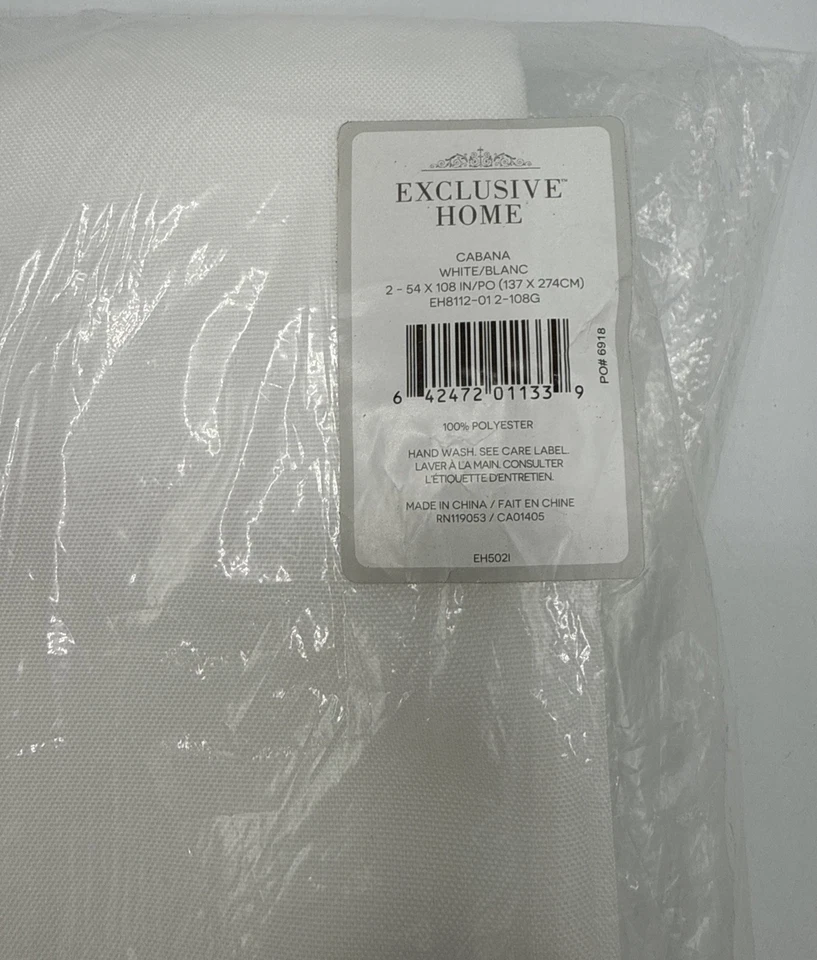 EXCLUSIVE™
HOME
CABANA
WHITE/BLANC
2 - 54 X 108 IN/PO (137 X 274CM)
EH8112-01 2-108G
6 42472 01133 9
PO# 6918
100% POLYESTER
HAND WASH. SEE CARE LABEL.
LAVER À LA MAIN. CONSULTER
L'ÉTIQUETTE D'ENTRETIEN.
MADE IN CHINA / FAIT EN CHINE
RN119053 / CA01405
EH502I